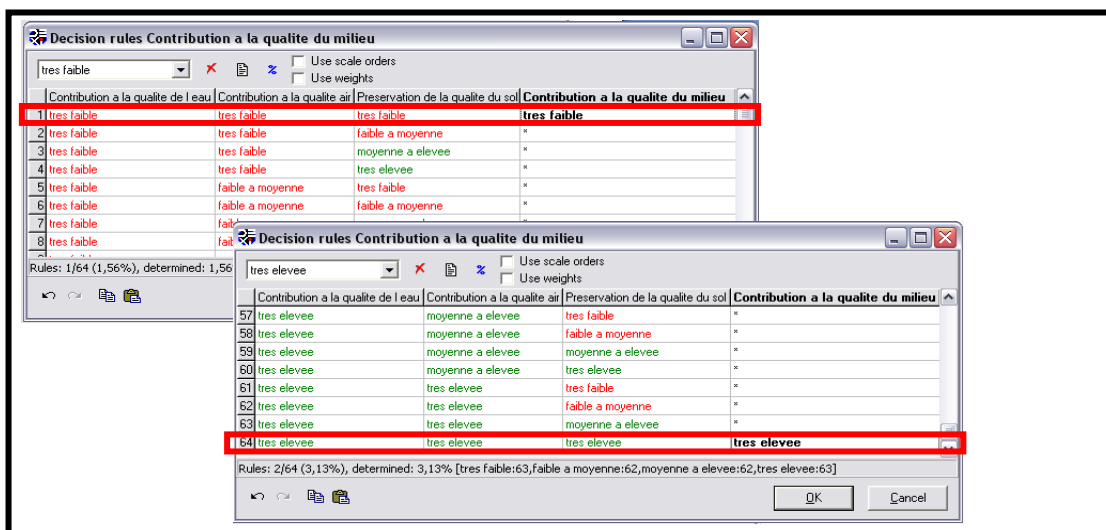 Decision rules Contribution a la qualite du milieu
tres faible
Use scale orders
Use weights
Contribution a la qualite de l eau Contribution a la qualite air Preservation de la qualite du sol Contribution a la qualite du milieu
1 tres faible tres faible tres faible tres faible
2 tres faible tres faible faible a moyenne *
3 tres faible tres faible moyenne a elevee *
4 tres faible tres faible tres elevee *
5 tres faible faible a moyenne tres faible *
6 tres faible faible a moyenne faible a moyenne *
7 tres faible
8 tres faible
Rules: 1/64 (1,56%), determined: 1,56
Decision rules Contribution a la qualite du milieu
tres elevee
Use scale orders
Use weights
Contribution a la qualite de l eau Contribution a la qualite air Preservation de la qualite du sol Contribution a la qualite du milieu
57 tres elevee moyenne a elevee tres faible *
58 tres elevee moyenne a elevee faible a moyenne *
59 tres elevee moyenne a elevee moyenne a elevee *
60 tres elevee moyenne a elevee tres elevee *
61 tres elevee tres elevee tres faible *
62 tres elevee tres elevee faible a moyenne *
63 tres elevee tres elevee moyenne a elevee *
64 tres elevee tres elevee tres elevee tres elevee
Rules: 2/64 (3,13%), determined: 3,13% [tres faible:63,faible a moyenne:62,moyenne a elevee:62,tres elevee:63]
OK Cancel